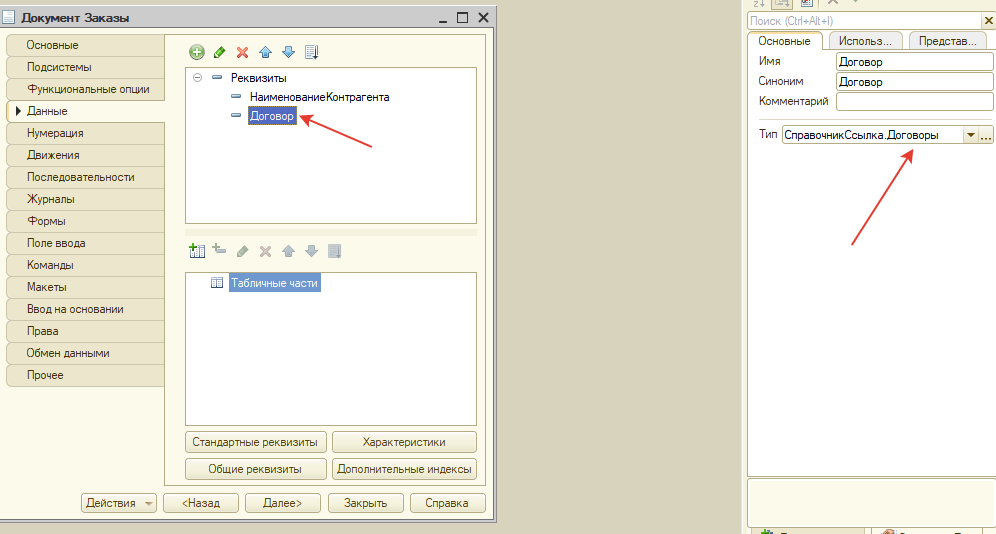 Документ Заказы
Основные
Подсистемы
Функциональные опции
Данные
Нумерация
Движения
Последовательности
Журналы
Формы
Поле ввода
Команды
Макеты
Ввод на основании
Права
Обмен данными
Прочее
Реквизиты
НаименованиеКонтрагента
Договор
Табличные части
Стандартные реквизиты
Характеристики
Общие реквизиты
Дополнительные индексы
Действия
<Назад
Далее>
Закрыть
Справка
Поиск (Ctrl+Alt+I)
Основные
Использ...
Представ...
Имя
Договор
Синоним
Договор
Комментарий
Тип
СправочникСсылка.Договоры
...